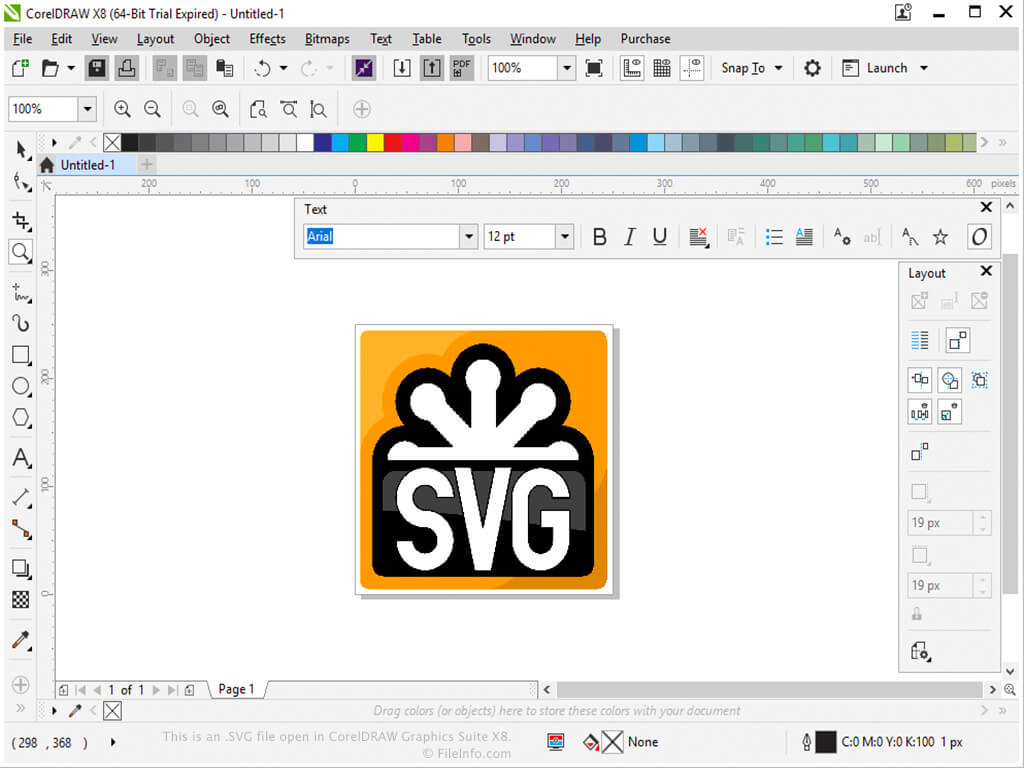 CorelDRAW X8 (64-Bit Trial Expired) - Untitled-1
File Edit View Layout Object Effects Bitmaps Text Table Tools Window Help Purchase
PDF 100% Snap To Launch
100%
Untitled-1
200 100 0 100 200 300 400 500 600 pixels
Text
Arial 12 pt B I U A ab| A O
Layout
300
200
100
0
A
SVG
19 px
19 px
1 of 1 Page 1
Drag colors (or objects) here to store these colors with your document
( 298 , 368 ) This is an .SVG file open in CorelDRAW Graphics Suite X8. None C:0 M:0 Y:0 K:100 1 px
© FileInfo.com